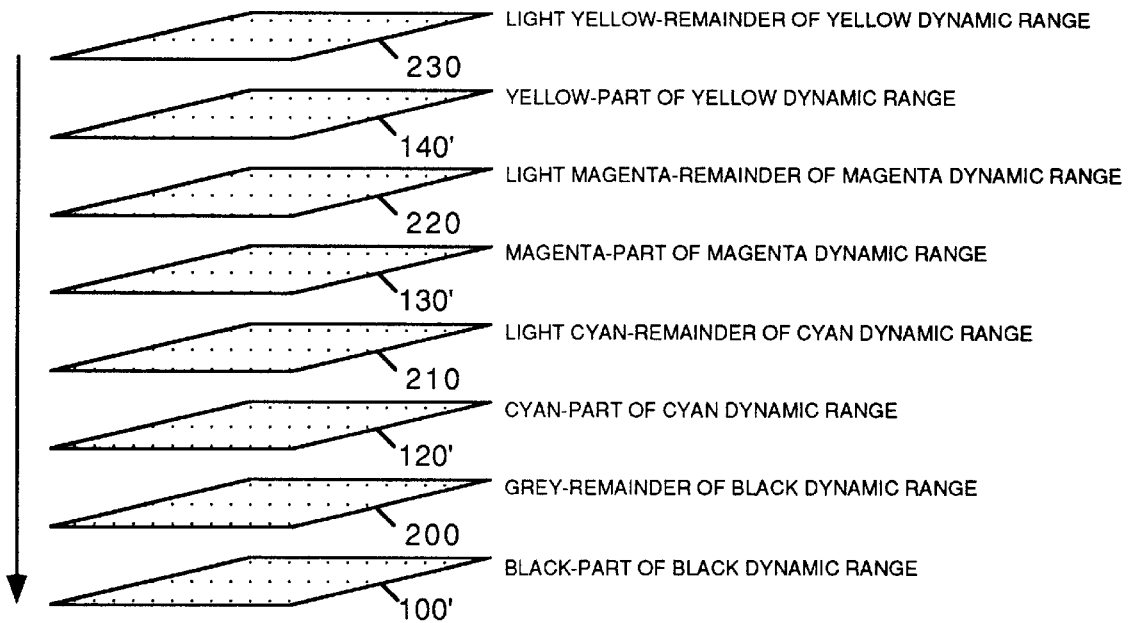 LIGHT YELLOW-REMAINDER OF YELLOW DYNAMIC RANGE
230
YELLOW-PART OF YELLOW DYNAMIC RANGE
140'
LIGHT MAGENTA-REMAINDER OF MAGENTA DYNAMIC RANGE
220
MAGENTA-PART OF MAGENTA DYNAMIC RANGE
130'
LIGHT CYAN-REMAINDER OF CYAN DYNAMIC RANGE
210
CYAN-PART OF CYAN DYNAMIC RANGE
120'
GREY-REMAINDER OF BLACK DYNAMIC RANGE
200
BLACK-PART OF BLACK DYNAMIC RANGE
100'